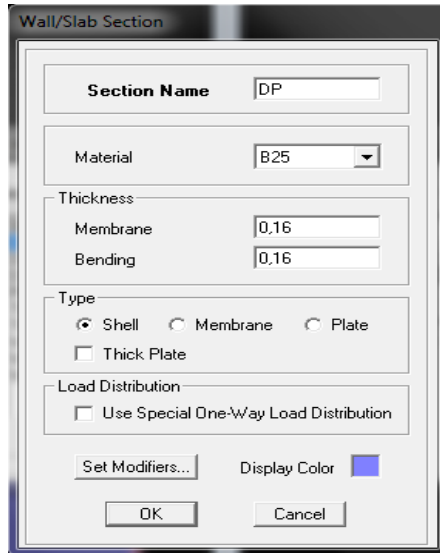 Wall/Slab Section
Section Name DP
Material B25
Thickness
Membrane 0,16
Bending 0,16
Type
Shell Membrane Plate
Thick Plate
Load Distribution
Use Special One-Way Load Distribution
Set Modifiers... Display Color
OK Cancel